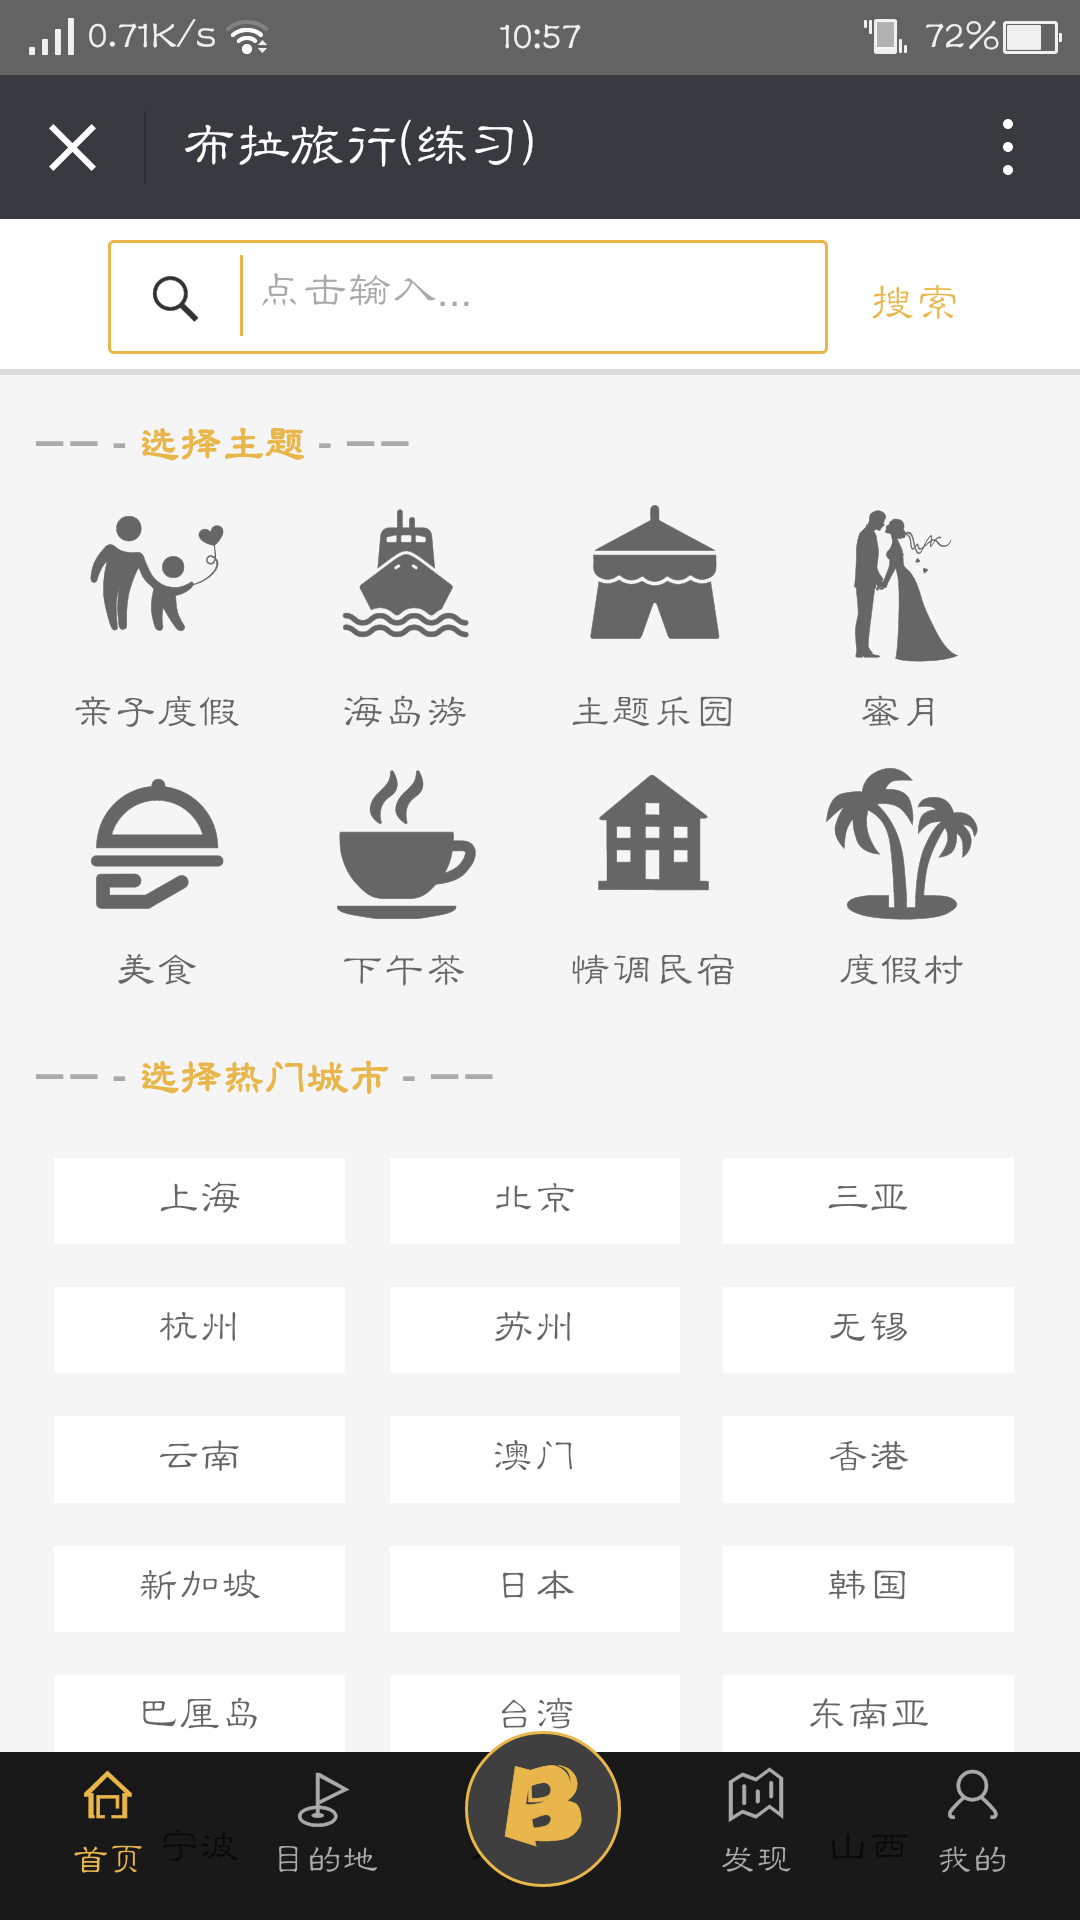 0.71K/s 10:57 72%
布拉旅行(练习)
点击输入... 搜索
—— - 选择主题 - ——
亲子度假 海岛游 主题乐园 蜜月
美食 下午茶 情调民宿 度假村
—— - 选择热门城市 - ——
上海 北京 三亚
杭州 苏州 无锡
云南 澳门 香港
新加坡 日本 韩国
巴厘岛 台湾 东南亚
宁波 山西
B
首页 目的地 发现 我的